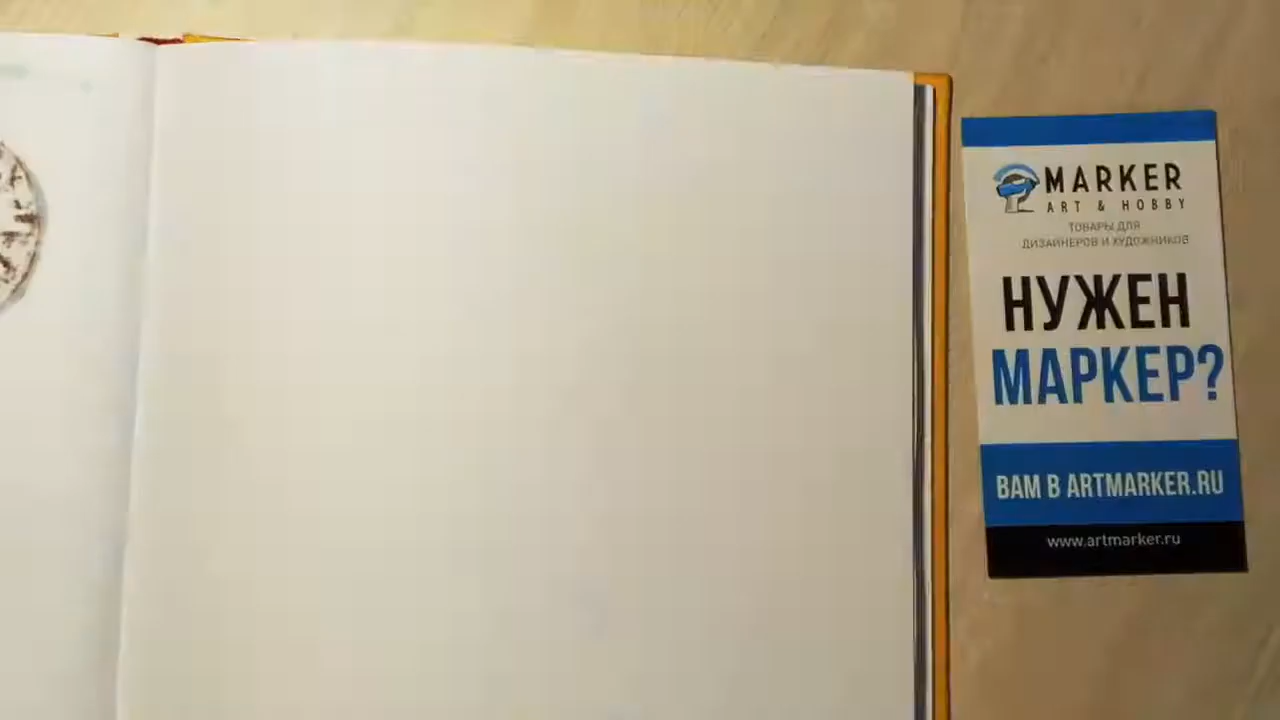 MARKER
ART & HOBBY
ТОВАРЫ ДЛЯ
ДИЗАЙНЕРОВ И ХУДОЖНИКОВ
НУЖЕН
МАРКЕР?
ВАМ В ARTMARKER.RU
www.artmarker.ru